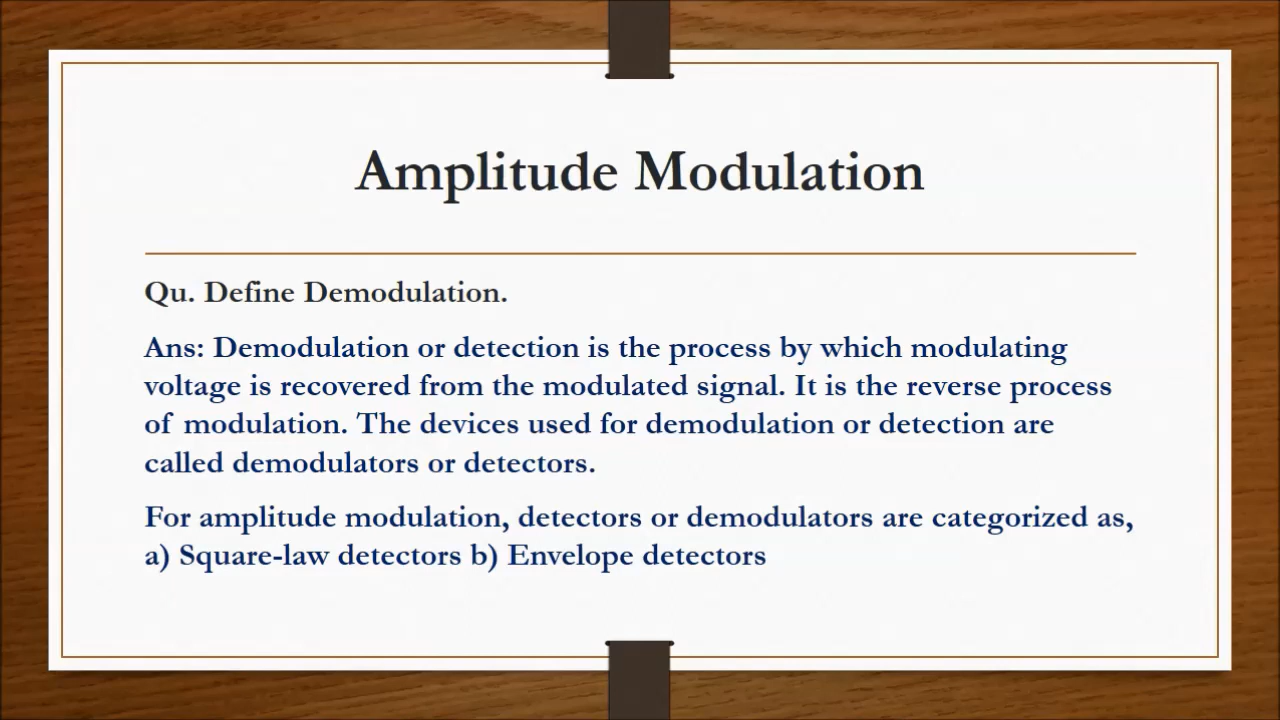 Amplitude Modulation
Qu. Define Demodulation.
Ans: Demodulation or detection is the process by which modulating
voltage is recovered from the modulated signal. It is the reverse process
of modulation. The devices used for demodulation or detection are
called demodulators or detectors.
For amplitude modulation, detectors or demodulators are categorized as,
a) Square-law detectors b) Envelope detectors